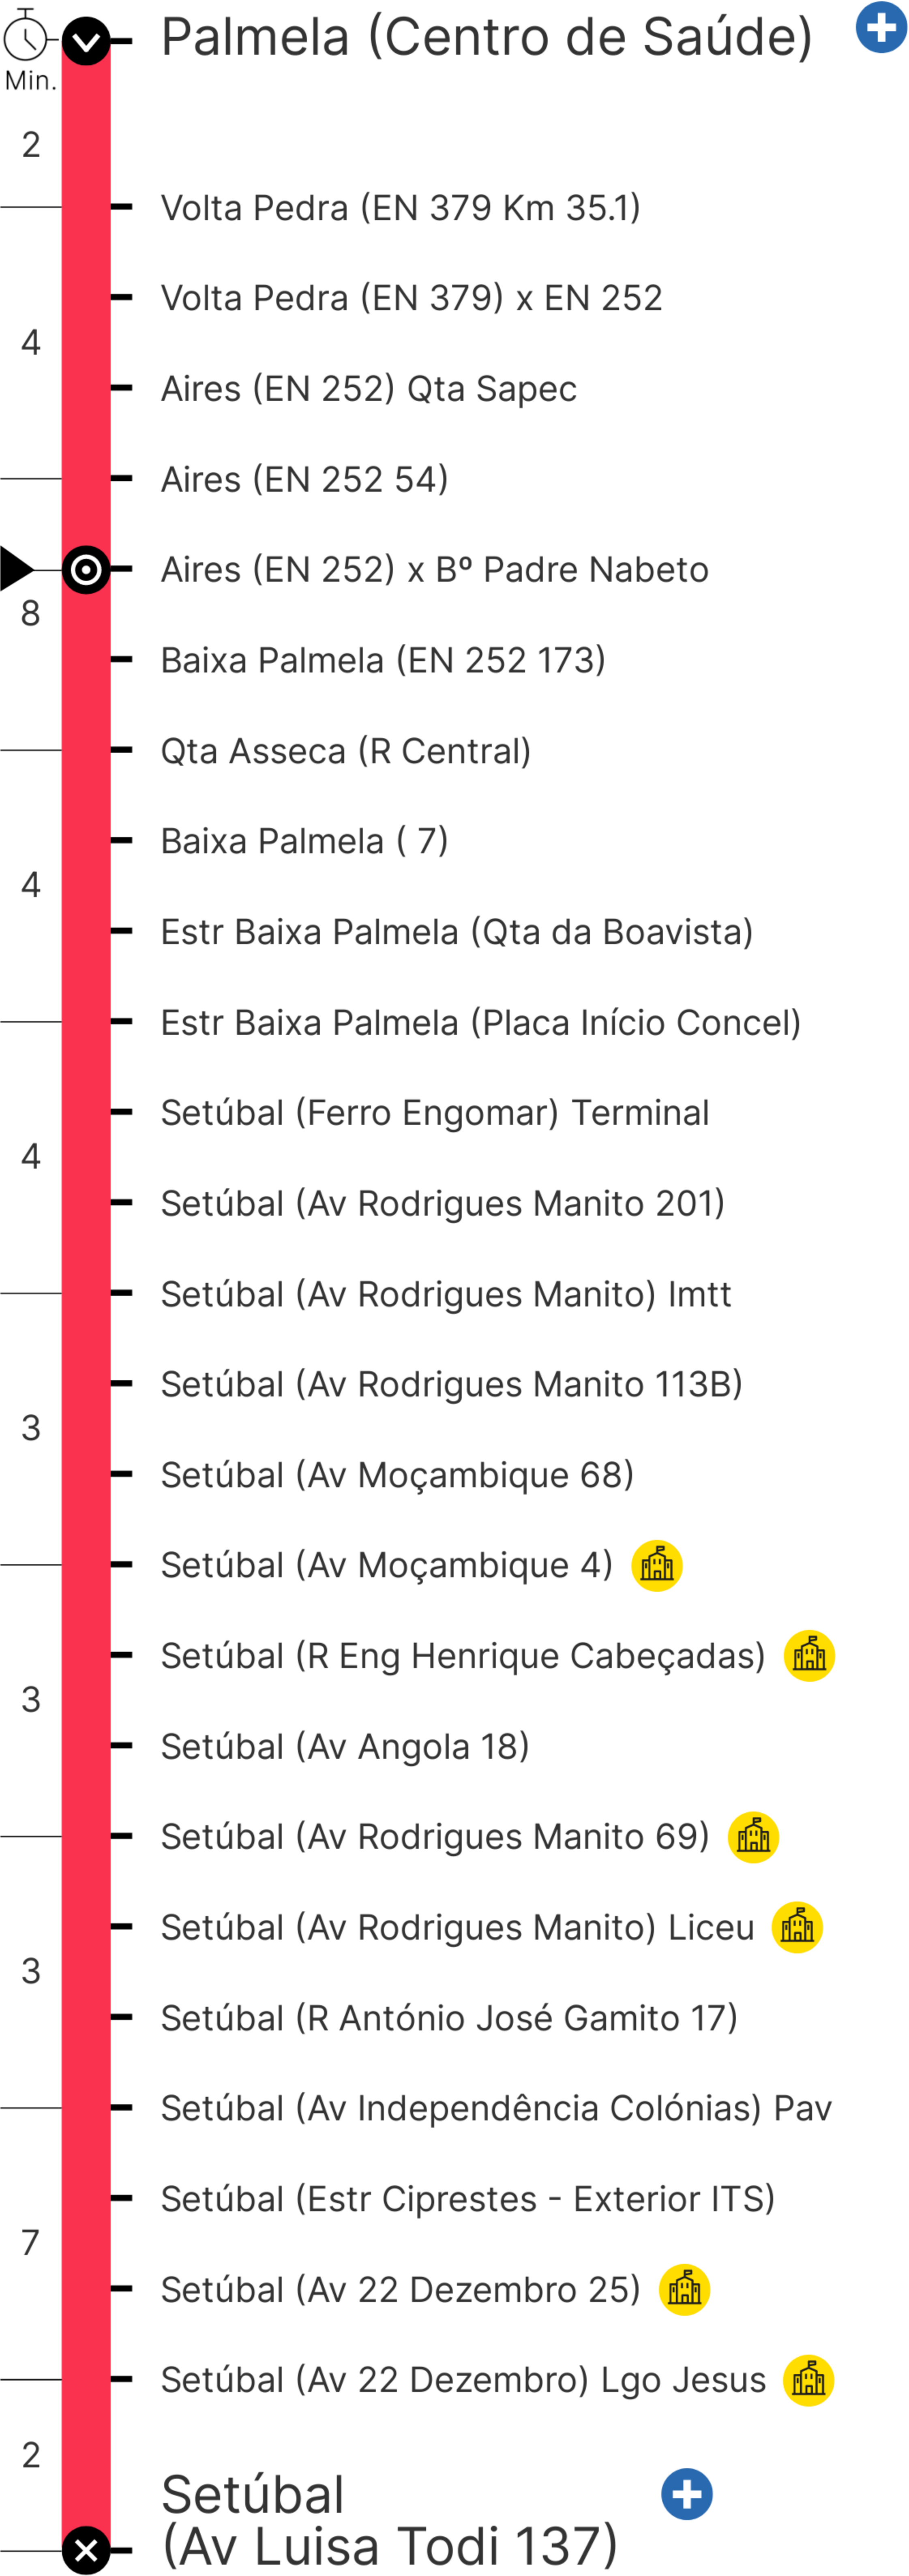 Palmela (Centro de Saúde)
Min.
2
Volta Pedra (EN 379 Km 35.1)
Volta Pedra (EN 379) x EN 252
4
Aires (EN 252) Qta Sapec
Aires (EN 252 54)
Aires (EN 252) x Bº Padre Nabeto
8
Baixa Palmela (EN 252 173)
Qta Asseca (R Central)
Baixa Palmela ( 7)
4
Estr Baixa Palmela (Qta da Boavista)
Estr Baixa Palmela (Placa Início Concel)
Setúbal (Ferro Engomar) Terminal
4
Setúbal (Av Rodrigues Manito 201)
Setúbal (Av Rodrigues Manito) Imtt
Setúbal (Av Rodrigues Manito 113B)
3
Setúbal (Av Moçambique 68)
Setúbal (Av Moçambique 4)
Setúbal (R Eng Henrique Cabeçadas)
3
Setúbal (Av Angola 18)
Setúbal (Av Rodrigues Manito 69)
Setúbal (Av Rodrigues Manito) Liceu
3
Setúbal (R António José Gamito 17)
Setúbal (Av Independência Colónias) Pav
Setúbal (Estr Ciprestes - Exterior ITS)
7
Setúbal (Av 22 Dezembro 25)
Setúbal (Av 22 Dezembro) Lgo Jesus
2
Setúbal
(Av Luisa Todi 137)